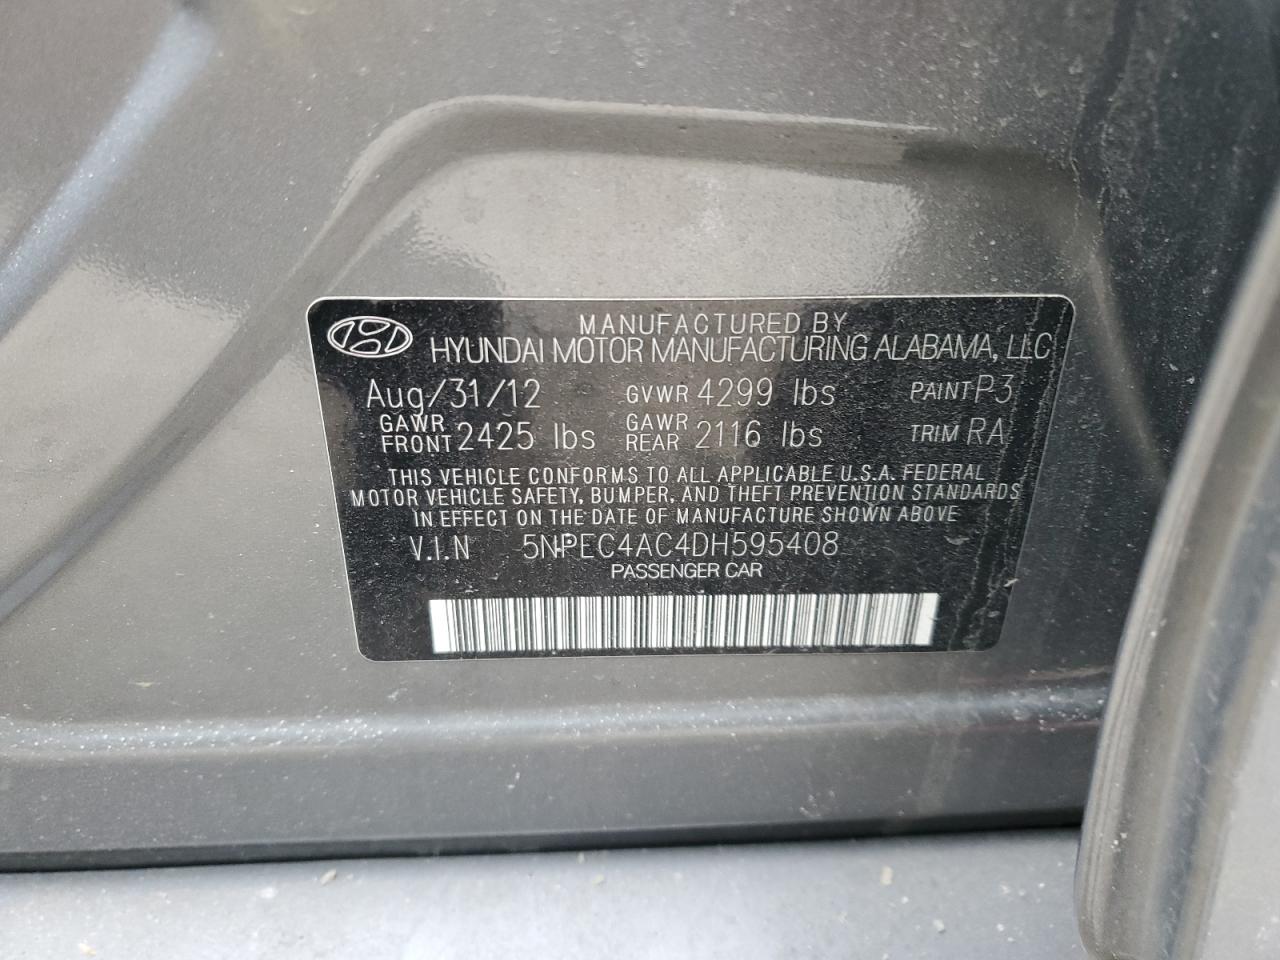 MANUFACTURED BY
HYUNDAI MOTOR MANUFACTURING ALABAMA, LLC
Aug/31/12 GVWR 4299 lbs PAINT P3
GAWR FRONT 2425 lbs GAWR REAR 2116 lbs TRIM RA
THIS VEHICLE CONFORMS TO ALL APPLICABLE U.S.A. FEDERAL
MOTOR VEHICLE SAFETY, BUMPER, AND THEFT PREVENTION STANDARDS
IN EFFECT ON THE DATE OF MANUFACTURE SHOWN ABOVE
V.I.N 5NPEC4AC4DH595408
PASSENGER CAR